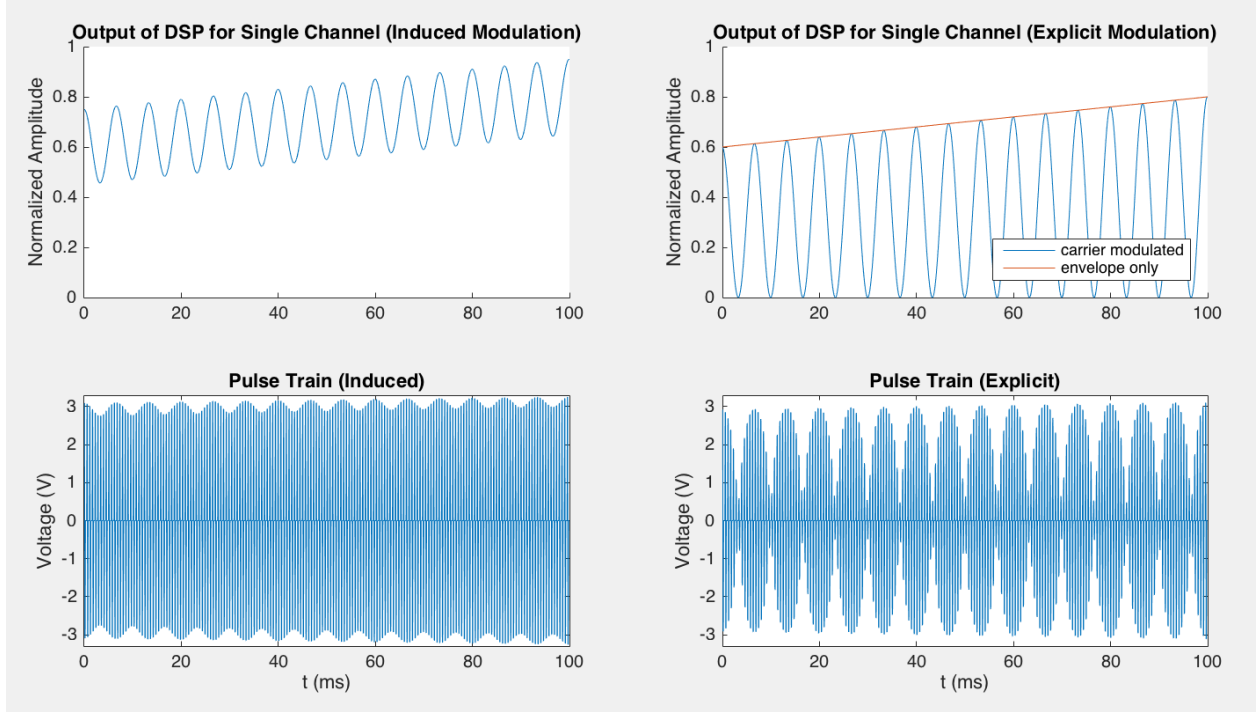 Output of DSP for Single Channel (Induced Modulation)
1
0.8
0.6
0.4
0.2
0
Normalized Amplitude
0 20 40 60 80 100
Output of DSP for Single Channel (Explicit Modulation)
1
0.8
0.6
0.4
0.2
0
Normalized Amplitude
carrier modulated
envelope only
0 20 40 60 80 100
Pulse Train (Induced)
3
2
1
0
-1
-2
-3
Voltage (V)
0 20 40 60 80 100
t (ms)
Pulse Train (Explicit)
3
2
1
0
-1
-2
-3
Voltage (V)
0 20 40 60 80 100
t (ms)